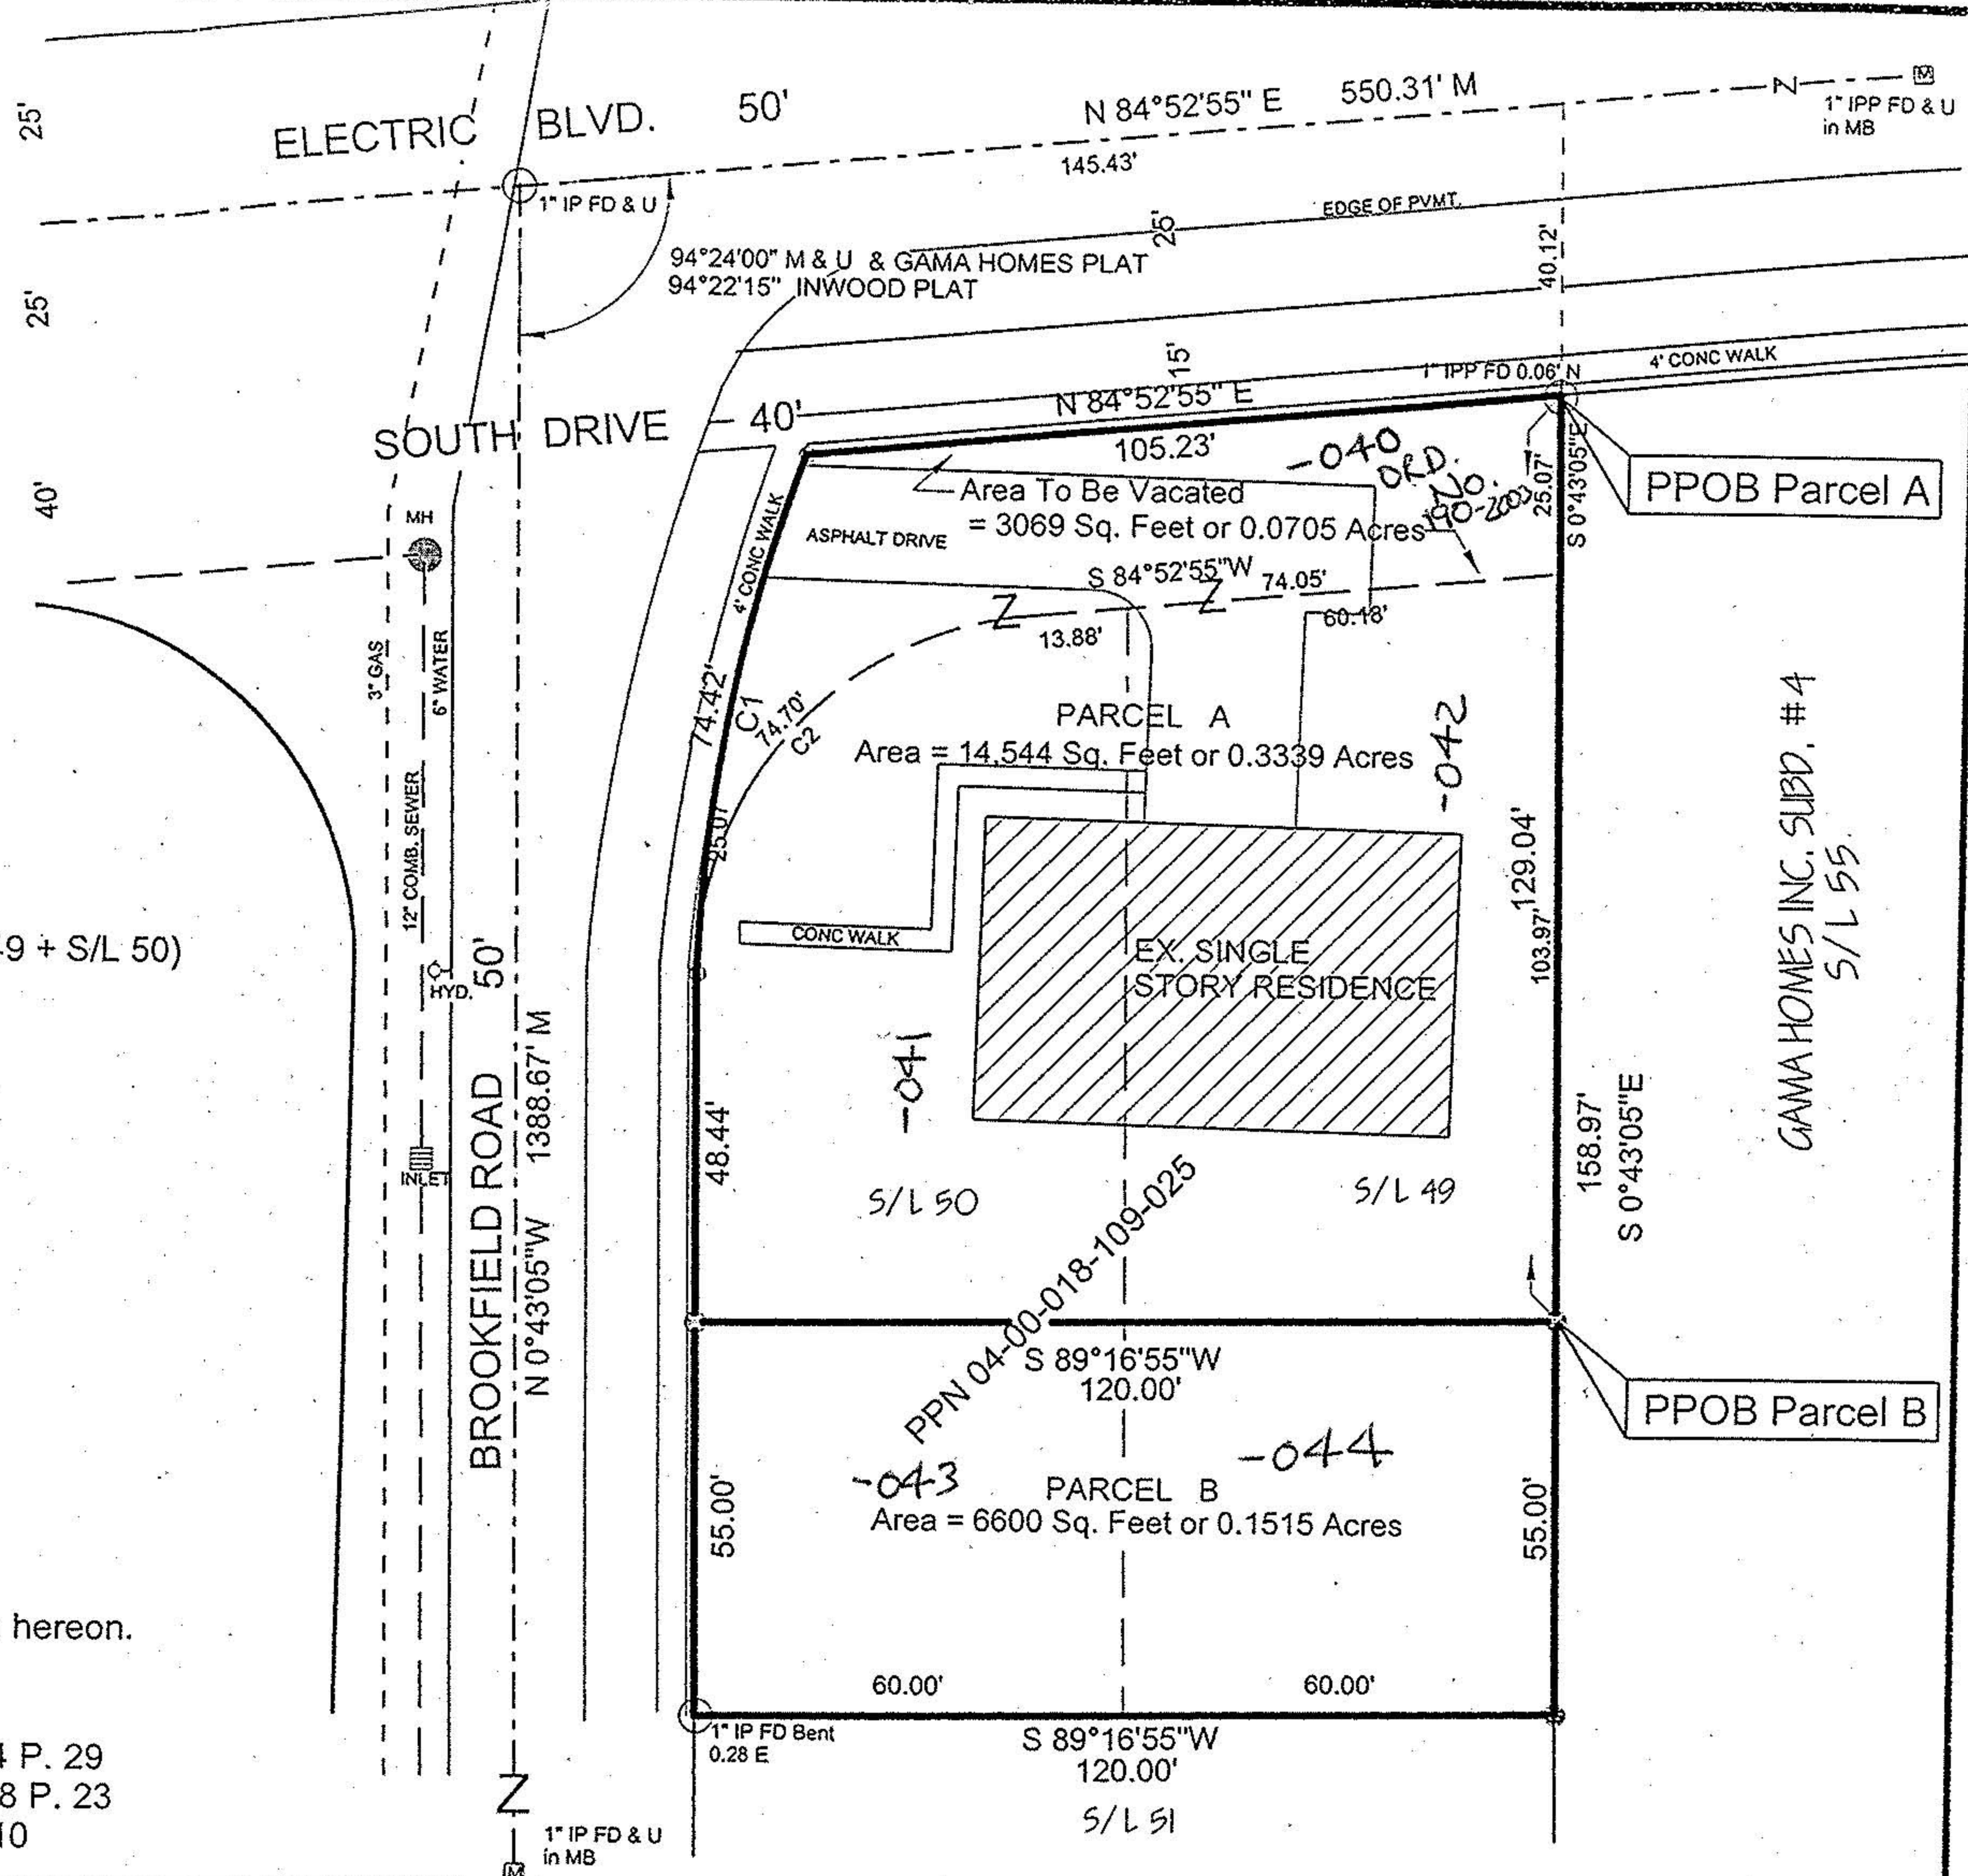 25'
ELECTRIC BLVD. 50'
N 84°52'55" E 550.31' M
1" IPP FD & U
in MB
145.43'
1" IP FD & U
EDGE OF PVMT.
25'
94°24'00" M & U & GAMA HOMES PLAT
94°22'15" INWOOD PLAT
40.12'
25'
15'
1" IPP FD 0.06' N
4' CONC WALK
N 84°52'55" E
105.23'
SOUTH DRIVE 40'
-040
ORD.
NO.
190-2003
25.07'
S 0°43'05"E
PPOB Parcel A
40'
MH
Area To Be Vacated
= 3069 Sq. Feet or 0.0705 Acres
ASPHALT DRIVE
4' CONC WALK
S 84°52'55"W 74.05'
Z Z
13.88'
60.18'
3" GAS
6" WATER
74.42'
C1
74.70'
C2
PARCEL A
Area = 14,544 Sq. Feet or 0.3339 Acres
-042
GAMA HOMES INC. SUBD. #4
S/L 55.
12" COMB. SEWER
25.07
129.04'
103.97'
-9 + S/L 50)
CONC WALK
EX. SINGLE
STORY RESIDENCE
HYD.
50'
BROOKFIELD ROAD
N 0°43'05"W 1388.67' M
-041
48.44'
158.97'
S 0°43'05"E
INLET
S/L 50
S/L 49
PPN 04-00-018-109-025
S 89°16'55"W
120.00'
PPOB Parcel B
-043
-044
PARCEL B
Area = 6600 Sq. Feet or 0.1515 Acres
55.00'
55.00'
hereon.
60.00'
60.00'
1" IP FD Bent
0.28 E
S 89°16'55"W
120.00'
P. 29
8 P. 23
10
Z
S/L 51
1" IP FD & U
in MB
N
M
M